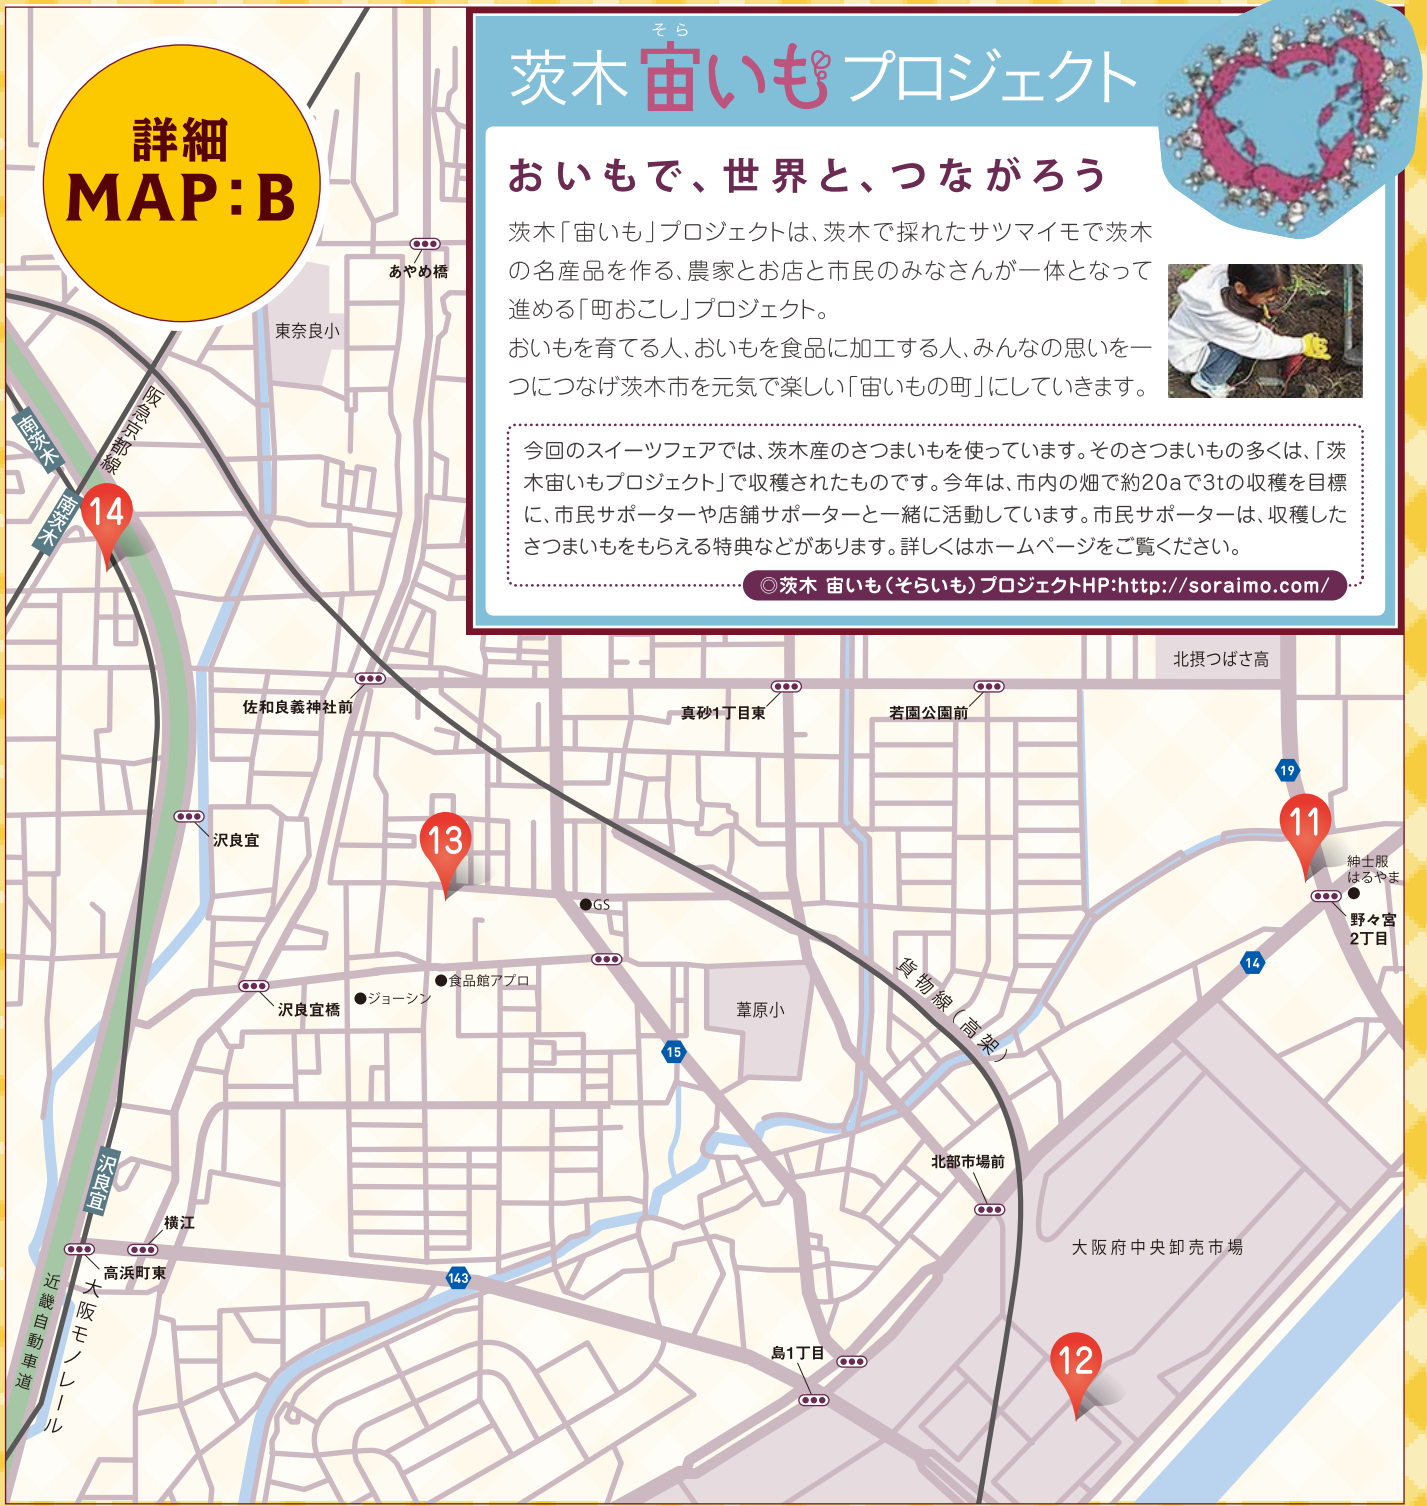 詳細
MAP:B
そら
茨木宙いもプロジェクト
おいもで、世界と、つながろう
茨木「宙いも」プロジェクトは、茨木で採れたサツマイモで茨木
の名産品を作る、農家とお店と市民のみなさんが一体となって
進める「町おこし」プロジェクト。
おいもを育てる人、おいもを食品に加工する人、みんなの思いを一
つにつなげ茨木市を元気で楽しい「宙いもの町」にしていきます。
今回のスイーツフェアでは、茨木産のさつまいもを使っています。そのさつまいもの多くは、「茨
木宙いもプロジェクト」で収穫されたものです。今年は、市内の畑で約20aで3tの収穫を目標
に、市民サポーターや店舗サポーターと一緒に活動しています。市民サポーターは、収穫した
さつまいもをもらえる特典などがあります。詳しくはホームページをご覧ください。
◎茨木 宙いも(そらいも)プロジェクトHP:http://soraimo.com/
あやめ橋
東奈良小
阪急京都線
南茨木
南茨木
14
北摂つばさ高
佐和良義神社前
真砂1丁目東
若園公園前
19
沢良宜
13
11
紳士服
はるやま
GS
野々宮
2丁目
14
貨物線(高架)
食品館アプロ
ジョーシン
沢良宜橋
葦原小
15
沢良宜
北部市場前
横江
高浜町東
大阪府中央卸売市場
143
近畿自動車道
大阪モノレール
島1丁目
12